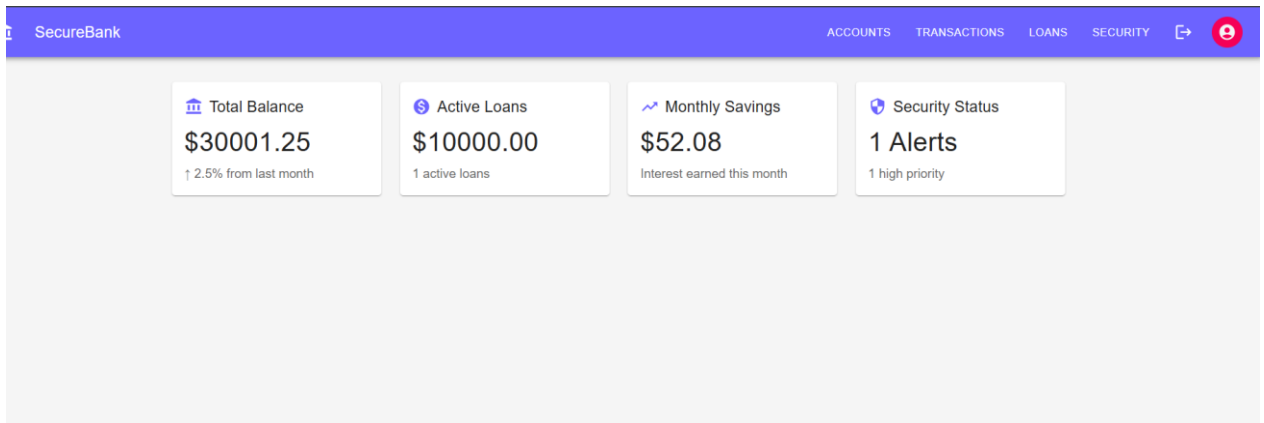 SecureBank
ACCOUNTS TRANSACTIONS LOANS SECURITY
Total Balance
$30001.25
↑ 2.5% from last month
Active Loans
$10000.00
1 active loans
Monthly Savings
$52.08
Interest earned this month
Security Status
1 Alerts
1 high priority